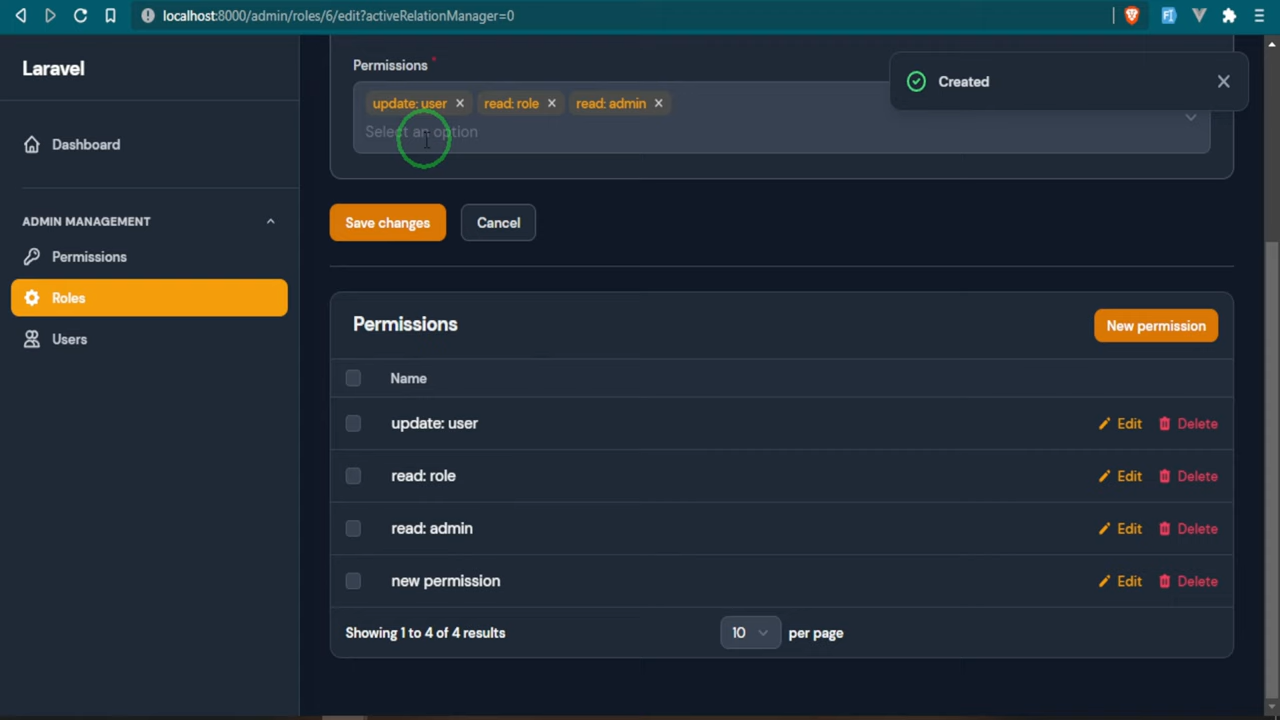 localhost:8000/admin/roles/6/edit?activeRelationManager=0
Laravel
Dashboard
ADMIN MANAGEMENT
Permissions
Roles
Users
Permissions *
Created
update: user
read: role
read: admin
Select an option
Save changes
Cancel
Permissions
New permission
Name
update: user
Edit
Delete
read: role
Edit
Delete
read: admin
Edit
Delete
new permission
Edit
Delete
Showing 1 to 4 of 4 results
10
per page